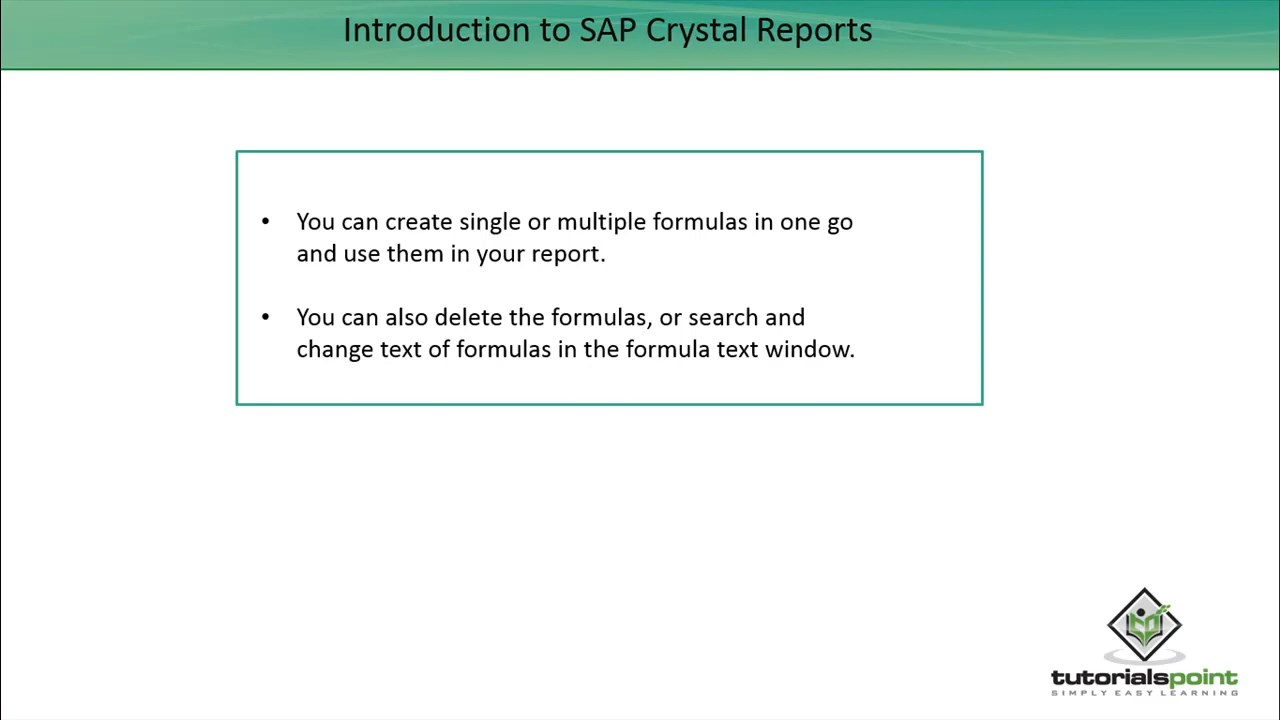 Introduction to SAP Crystal Reports
• You can create single or multiple formulas in one go
and use them in your report.
• You can also delete the formulas, or search and
change text of formulas in the formula text window.
tutorialspoint
SIMPLY EASY LEARNING